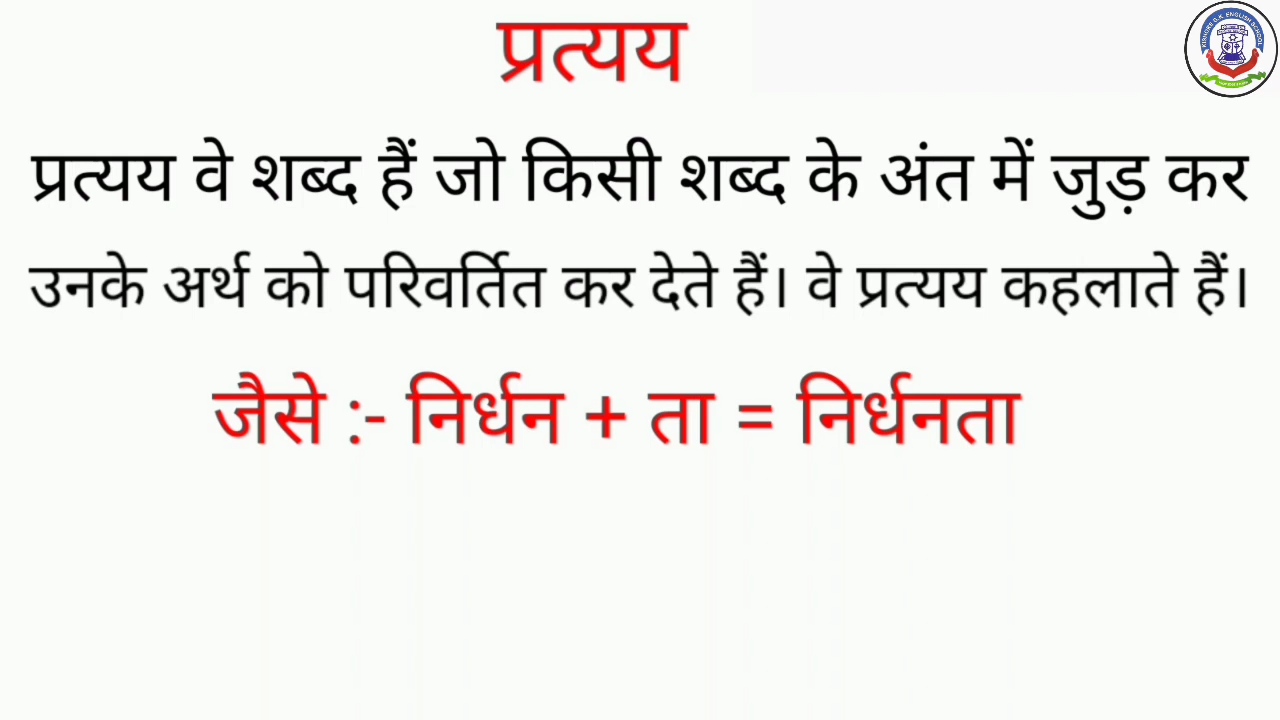 प्रत्यय
प्रत्यय वे शब्द हैं जो किसी शब्द के अंत में जुड़ कर
उनके अर्थ को परिवर्तित कर देते हैं। वे प्रत्यय कहलाते हैं।
जैसे :- निर्धन + ता = निर्धनता